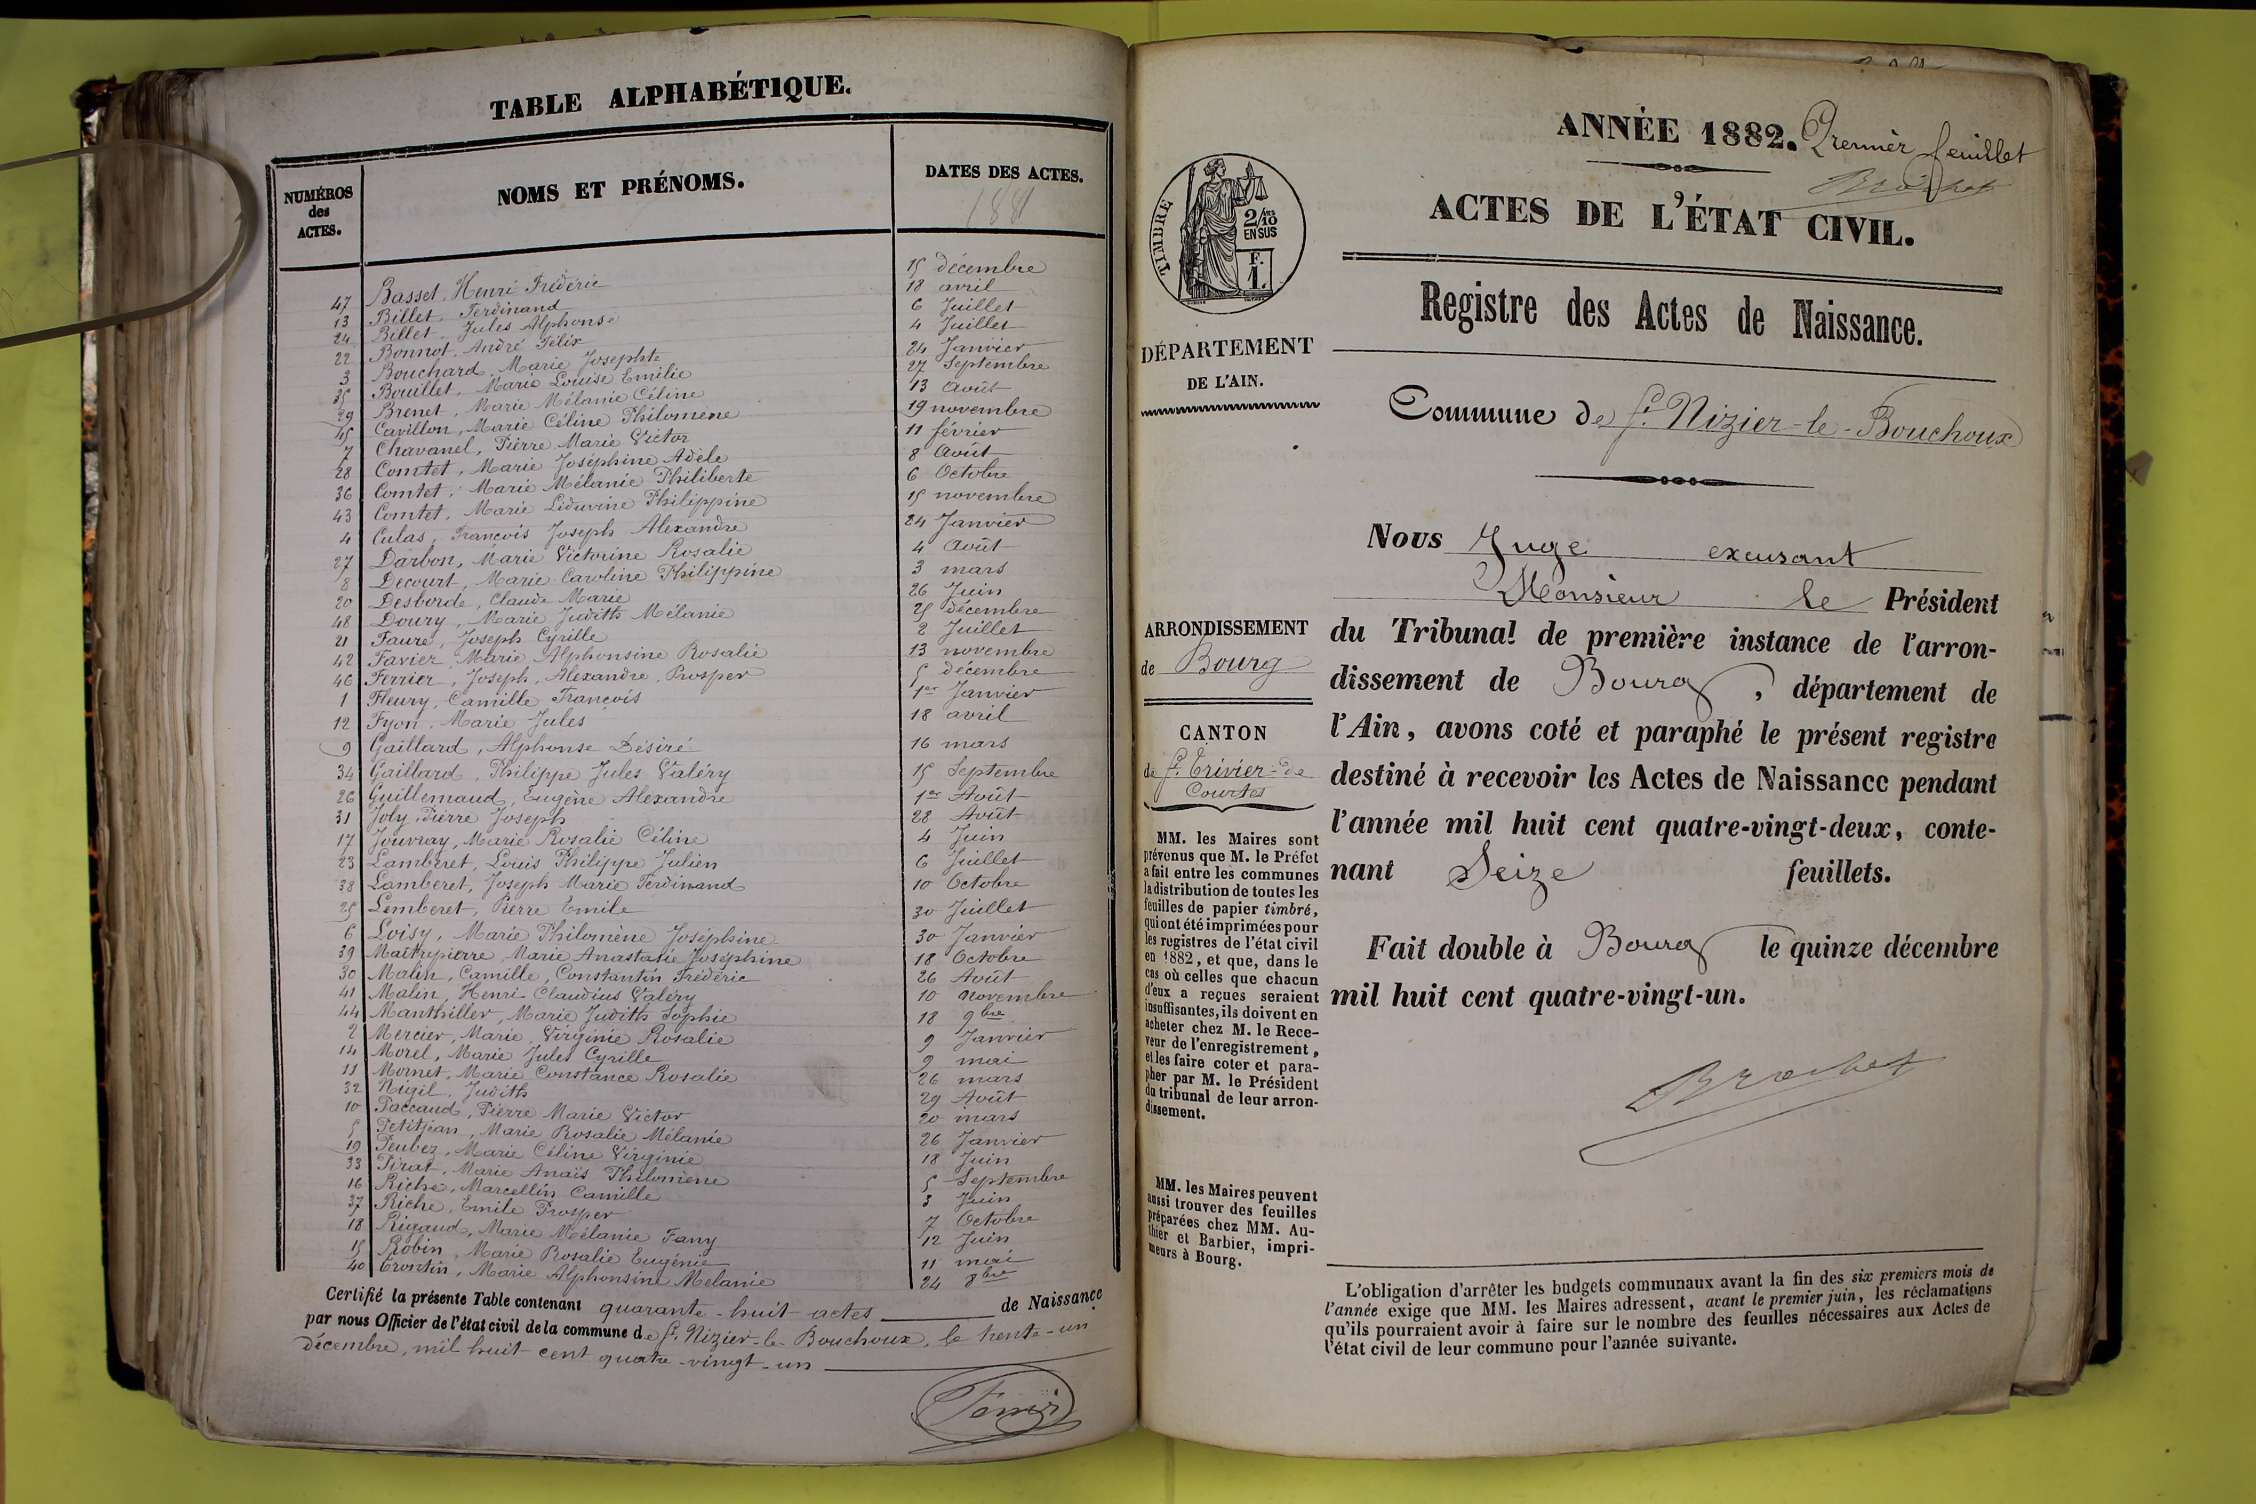 TABLE ALPHABÉTIQUE.
NUMÉROS des ACTES. NOMS ET PRÉNOMS. DATES DES ACTES.
1881
47 Basset, Henri Frédéric 15 décembre
13 Billet, Ferdinand 18 avril
24 Billet, Jules Alphonse 6 Juillet
22 Bonnot, André Félix 4 Juillet
3 Bouchard, Marie Josephte 24 Janvier
35 Bouillet, Marie Louise Emilie 27 Septembre
29 Brenet, Marie Mélanie Céline 13 Août
45 Cavillon, Marie Céline Philomene 19 novembre
7 Chavanel, Pierre Marie Victor 11 février
28 Comtet, Marie Joséphine Adèle 8 Août
36 Comtet, Marie Mélanie Philiberte 6 Octobre
43 Comtet, Marie Liduvine Philippine 15 novembre
4 Culas, François Joseph Alexandre 24 Janvier
27 Darbon, Marie Victorine Rosalie 4 Août
8 Decourt, Marie Caroline Philippine 3 mars
20 Desborde, Claude Marie 26 Juin
48 Doury, Marie Judith Mélanie 25 décembre
21 Faure, Joseph Cyrille 2 Juillet
42 Favier, Marie Alphonsine Rosalie 13 novembre
46 Ferrier, Joseph, Alexandre, Prosper 5 décembre
1 Fleury, Camille François 1er Janvier
12 Fyon, Marie Jules 18 avril
9 Gaillard, Alphonse Désiré 16 mars
34 Gaillard, Philippe Jules Valéry 15 Septembre
26 Guillemaud, Eugène Alexandre 1er Août
31 Joly, Pierre Joseph 28 Août
17 Jouvray, Marie Rosalie Céline 4 Juin
23 Lamberet, Louis Philippe Julien 6 Juillet
38 Lamberet, Joseph Marie Ferdinand 10 Octobre
25 Lemberet, Pierre Emile 30 Juillet
6 Loisy, Marie Philomène Joséphine 30 Janvier
39 Maîtrepierre, Marie Anastasie Joséphine 18 Octobre
30 Malin, Camille, Constantin Frédéric 26 Août
41 Malin, Henri Claudius Valéry 10 novembre
44 Manthiller, Marie Judith Sophie 18 9bre
2 Mercier, Marie Virginie Rosalie 9 Janvier
14 Morel, Marie Jules Cyrille 9 mai
11 Mornet, Marie Constance Rosalie 26 mars
32 Nigil, Judith 29 Août
10 Paccaud, Pierre Marie Victor 20 mars
5 Petitjean, Marie Rosalie Mélanie 26 Janvier
19 Peubez, Marie Céline Virginie 18 Juin
33 Pirat, Marie Anaïs Philomène 5 Septembre
16 Riche, Marcellin Camille 3 Juin
37 Riche, Emile Prosper 7 Octobre
18 Rigaud, Marie Mélanie Fany 12 Juin
15 Robin, Marie Rosalie Eugénie 11 mai
40 Trontin, Marie Alphonsine Mélanie 24 8bre
Certifié la présente Table contenant quarante-huit actes de Naissance
par nous Officier de l'état civil de la commune de St. Nizier-le-Bouchoux, le trente-un
décembre, mil huit cent quatre-vingt-un
Ferrier
ANNÉE 1882. Premier feuillet
Brochet
ACTES DE L'ÉTAT CIVIL.
TIMBRE
2/10mes
EN SUS
1. F.
DÉPARTEMENT
DE L'AIN.
Registre des Actes de Naissance.
Commune de St. Nizier-le-Bouchoux
ARRONDISSEMENT
de Bourg
CANTON
de St. Trivier-de
Courtes
MM. les Maires sont
prévenus que M. le Préfet
a fait entre les communes
la distribution de toutes les
feuilles de papier timbré,
qui ont été imprimées pour
les registres de l'état civil
en 1882, et que, dans le
cas où celles que chacun
d'eux a reçues seraient
insuffisantes, ils doivent en
acheter chez M. le Rece-
veur de l'enregistrement,
et les faire coter et para-
pher par M. le Président
du tribunal de leur arron-
dissement.
MM. les Maires peuvent
aussi trouver des feuilles
préparées chez MM. Au-
thier et Barbier, impri-
meurs à Bourg.
Nous Juge excusant
Monsieur le Président
du Tribunal de première instance de l'arron-
dissement de Bourg, département de
l'Ain, avons coté et paraphé le présent registre
destiné à recevoir les Actes de Naissance pendant
l'année mil huit cent quatre-vingt-deux, conte-
nant Seize feuillets.
Fait double à Bourg le quinze décembre
mil huit cent quatre-vingt-un.
Brochet
L'obligation d'arrêter les budgets communaux avant la fin des six premiers mois de
l'année exige que MM. les Maires adressent, avant le premier juin, les réclamations
qu'ils pourraient avoir à faire sur le nombre des feuilles nécessaires aux Actes de
l'état civil de leur commune pour l'année suivante.